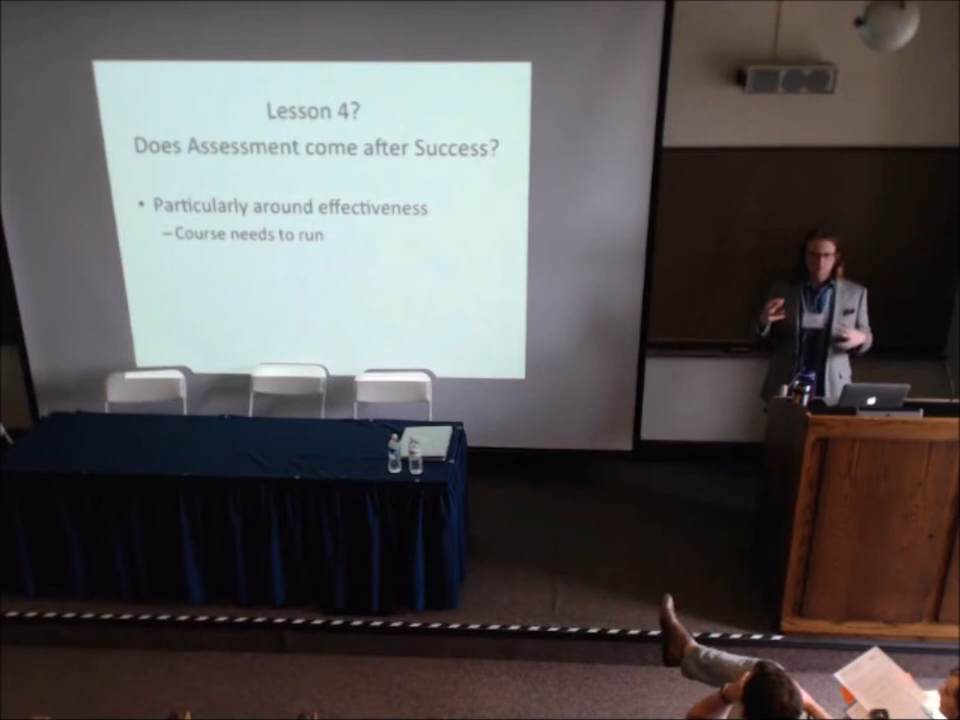 Lesson 4?
Does Assessment come after Success?
• Particularly around effectiveness
– Course needs to run